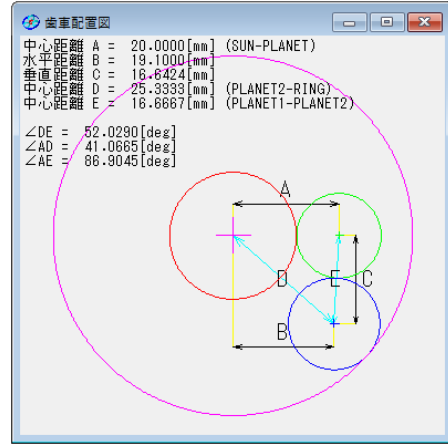 歯車配置図
中心距離 A =  20.0000[mm] (SUN-PLANET)
水平距離 B =  19.1000[mm]
垂直距離 C =  16.6424[mm]
中心距離 D =  25.3333[mm] (PLANET2-RING)
中心距離 E =  16.6667[mm] (PLANET1-PLANET2)
∠DE =  52.0290[deg]
∠AD =  41.0665[deg]
∠AE =  86.9045[deg]
A
D E C
B